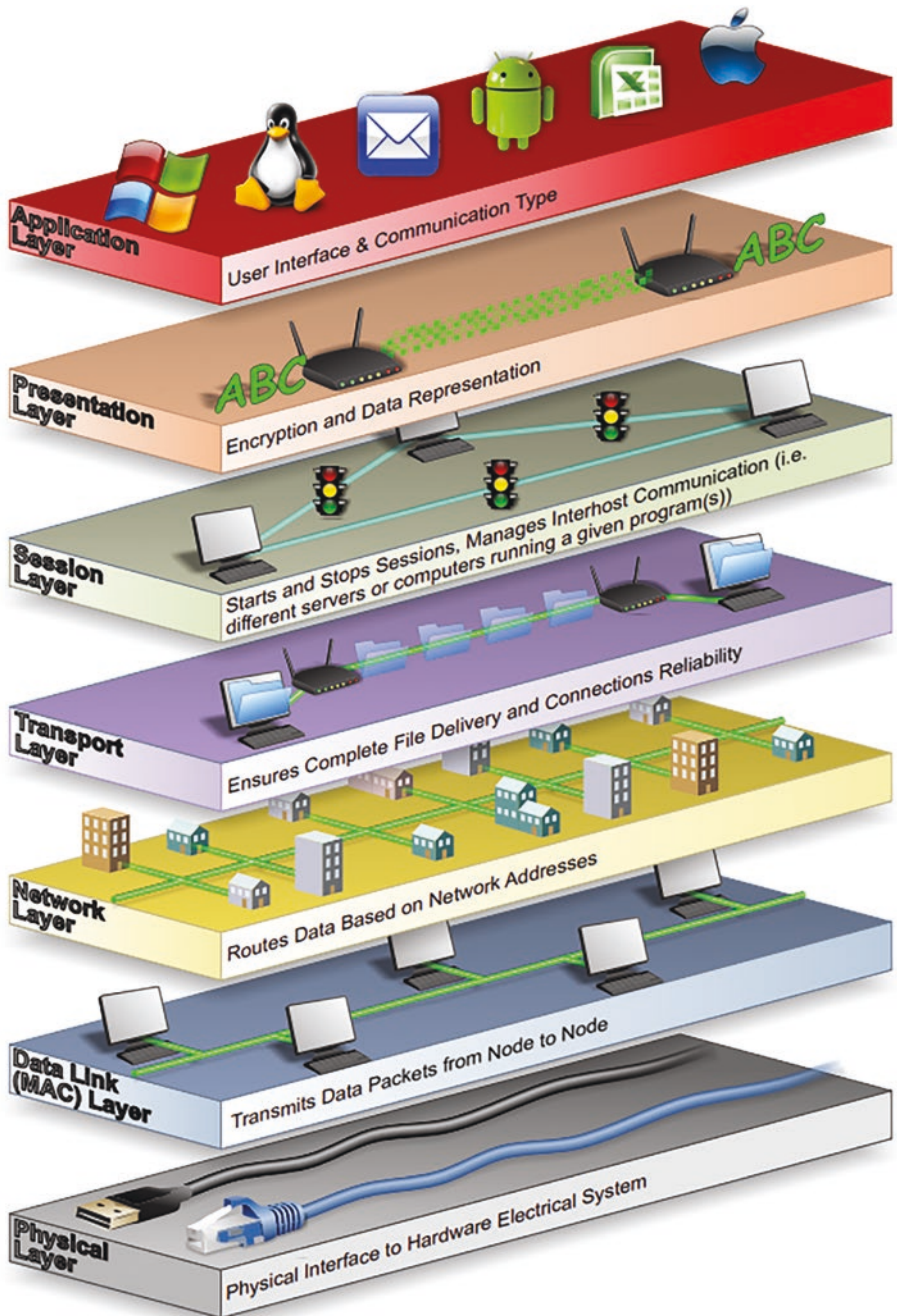 Application
Layer
User Interface & Communication Type
ABC
ABC
Presentation
Layer
Encryption and Data Representation
Session
Layer
Starts and Stops Sessions, Manages Interhost Communication (i.e.
different servers or computers running a given program(s))
Transport
Layer
Ensures Complete File Delivery and Connections Reliability
Network
Layer
Routes Data Based on Network Addresses
Data Link
(MAC) Layer
Transmits Data Packets from Node to Node
Physical
Layer
Physical Interface to Hardware Electrical System